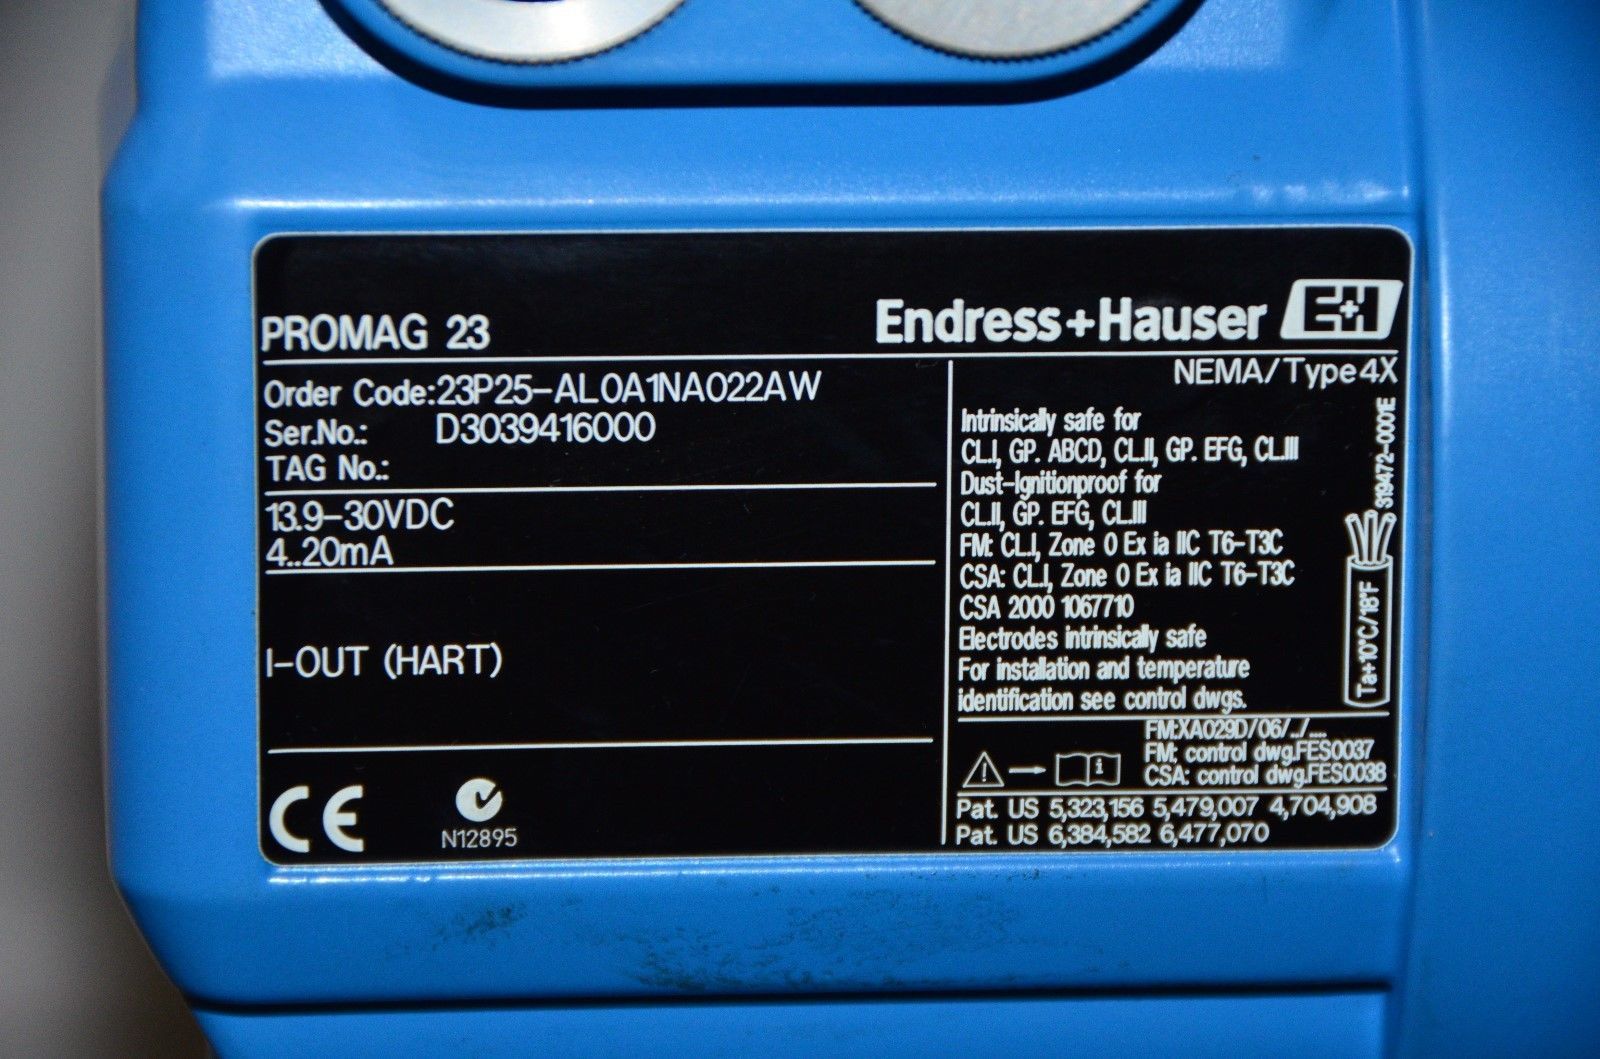 PROMAG 23
Endress+Hauser E+H
Order Code:23P25-AL0A1NA022AW
Ser.No.: D3039416000
TAG No.:
13.9-30VDC
4..20mA
I-OUT (HART)
CE
N12895
NEMA/Type4X
Intrinsically safe for
CL.I, GP. ABCD, CL.II, GP. EFG, CL.III
Dust-Ignitionproof for
CL.II, GP. EFG, CL.III
FM: CL.I, Zone 0 Ex ia IIC T6-T3C
CSA: CL.I, Zone 0 Ex ia IIC T6-T3C
CSA 2000 1067710
Electrodes intrinsically safe
For installation and temperature
identification see control dwgs.
319472-0001E
Ta+10°C/18°F
FM:XA029D/06/../....
FM; control dwg.FES0037
CSA: control dwg.FES0038
i
Pat. US 5,323,156 5,479,007 4,704,908
Pat. US 6,384,582 6,477,070